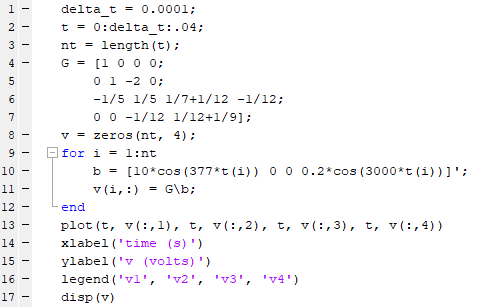 1 - delta_t = 0.0001;
2 - t = 0:delta_t:.04;
3 - nt = length(t);
4 - G = [1 0 0 0;
5 0 1 -2 0;
6 -1/5 1/5 1/7+1/12 -1/12;
7 0 0 -1/12 1/12+1/9];
8 - v = zeros(nt, 4);
9 - for i = 1:nt
10 - b = [10*cos(377*t(i)) 0 0 0.2*cos(3000*t(i))]';
11 - v(i,:) = G\b;
12 - end
13 - plot(t, v(:,1), t, v(:,2), t, v(:,3), t, v(:,4))
14 - xlabel('time (s)')
15 - ylabel('v (volts)')
16 - legend('v1', 'v2', 'v3', 'v4')
17 - disp(v)